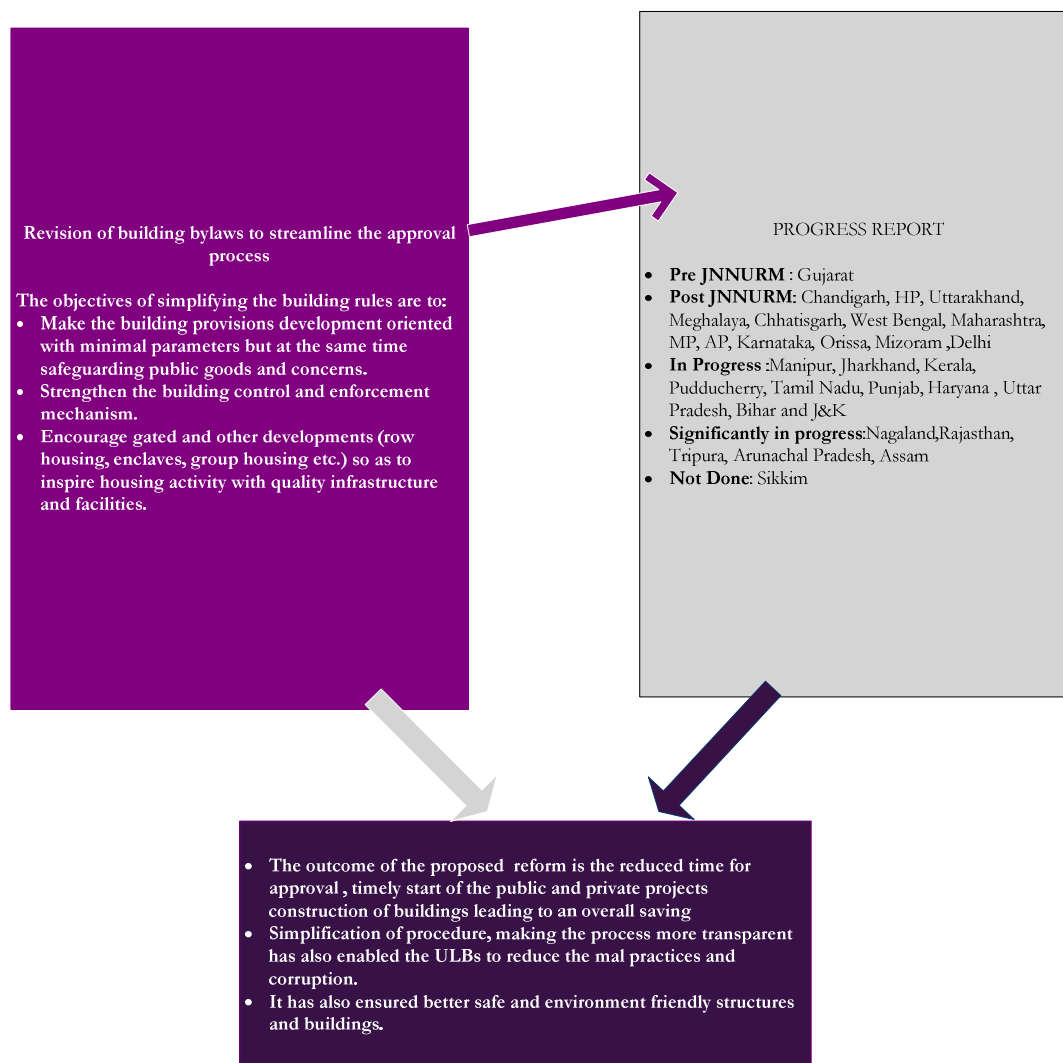 Revision of building bylaws to streamline the approval
process
The objectives of simplifying the building rules are to:
• Make the building provisions development oriented
with minimal parameters but at the same time
safeguarding public goods and concerns.
• Strengthen the building control and enforcement
mechanism.
• Encourage gated and other developments (row
housing, enclaves, group housing etc.) so as to
inspire housing activity with quality infrastructure
and facilities.
PROGRESS REPORT
• Pre JNNURM : Gujarat
• Post JNNURM: Chandigarh, HP, Uttarakhand,
Meghalaya, Chhatisgarh, West Bengal, Maharashtra,
MP, AP, Karnataka, Orissa, Mizoram ,Delhi
• In Progress :Manipur, Jharkhand, Kerala,
Pudducherry, Tamil Nadu, Punjab, Haryana , Uttar
Pradesh, Bihar and J&K
• Significantly in progress:Nagaland,Rajasthan,
Tripura, Arunachal Pradesh, Assam
• Not Done: Sikkim
• The outcome of the proposed reform is the reduced time for
approval , timely start of the public and private projects
construction of buildings leading to an overall saving
• Simplification of procedure, making the process more transparent
has also enabled the ULBs to reduce the mal practices and
corruption.
• It has also ensured better safe and environment friendly structures
and buildings.